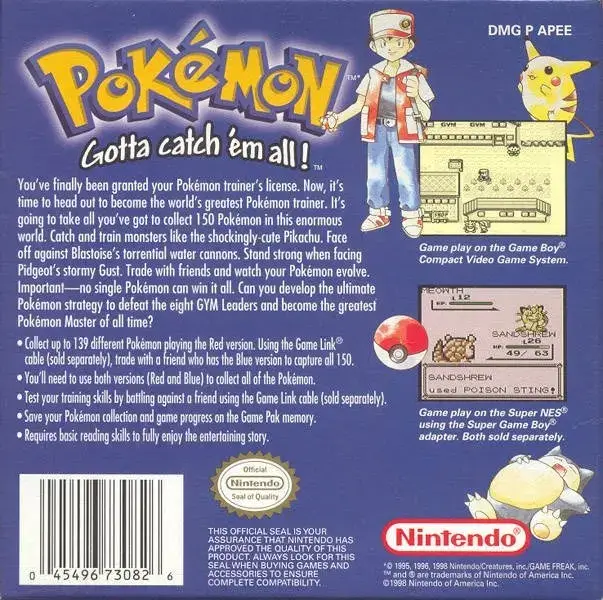 DMG P APEE
POKéMON™
Gotta catch 'em all!™
You've finally been granted your Pokémon trainer's license. Now, it's
time to head out to become the world's greatest Pokémon trainer. It's
going to take all you've got to collect 150 Pokémon in this enormous
world. Catch and train monsters like the shockingly-cute Pikachu. Face
off against Blastoise's torrential water cannons. Stand strong when facing
Pidgeot's stormy Gust. Trade with friends and watch your Pokémon evolve.
Important—no single Pokémon can win it all. Can you develop the ultimate
Pokémon strategy to defeat the eight GYM Leaders and become the greatest
Pokémon Master of all time?
• Collect up to 139 different Pokémon playing the Red version. Using the Game Link®
cable (sold separately), trade with a friend who has the Blue version to capture all 150.
• You'll need to use both versions (Red and Blue) to collect all of the Pokémon.
• Test your training skills by battling against a friend using the Game Link cable (sold separately).
• Save your Pokémon collection and game progress on the Game Pak memory.
• Requires basic reading skills to fully enjoy the entertaining story.
GYM GYM
Game play on the Game Boy®
Compact Video Game System.
MEOWTH
L12
HP:
SANDSHREW
L26
HP:
49/ 63
SANDSHREW
used POISON STING!
Game play on the Super NES®
using the Super Game Boy®
adapter. Both sold separately.
0 45496 73082 6
Official
Nintendo
Seal of Quality
THIS OFFICIAL SEAL IS YOUR
ASSURANCE THAT NINTENDO HAS
APPROVED THE QUALITY OF THIS
PRODUCT. ALWAYS LOOK FOR THIS
SEAL WHEN BUYING GAMES AND
ACCESSORIES TO ENSURE
COMPLETE COMPATIBILITY.
Nintendo®
©1995, 1996, 1998 Nintendo/Creatures, inc./GAME FREAK, inc.
™ and ® are trademarks of Nintendo of America Inc.
©1998 Nintendo of America Inc.